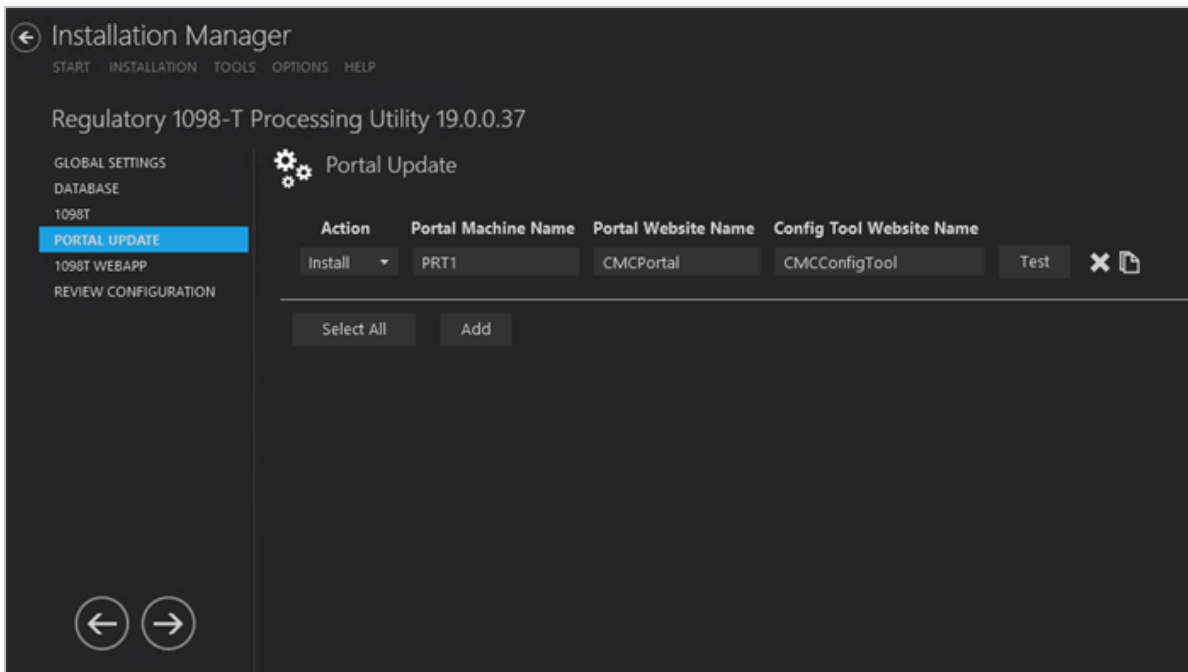 Installation Manager
START INSTALLATION TOOLS OPTIONS HELP
Regulatory 1098-T Processing Utility 19.0.0.37
GLOBAL SETTINGS
DATABASE
1098T
PORTAL UPDATE
1098T WEBAPP
REVIEW CONFIGURATION
Portal Update
Action Portal Machine Name Portal Website Name Config Tool Website Name
Install PRT1 CMCPortal CMCConfigTool Test
Select All Add